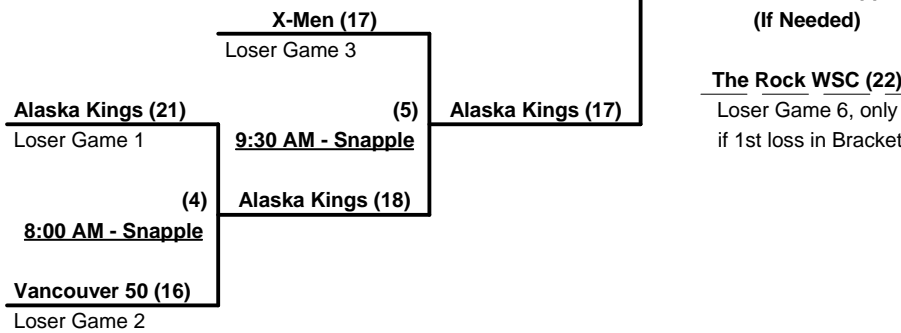 X-Men (17)
(If Needed)
Loser Game 3
The Rock WSC (22)
Alaska Kings (21)
(5)
Alaska Kings (17)
Loser Game 6, only
Loser Game 1
9:30 AM - Snapple
if 1st loss in Bracket
(4)
Alaska Kings (18)
8:00 AM - Snapple
Vancouver 50 (16)
Loser Game 2